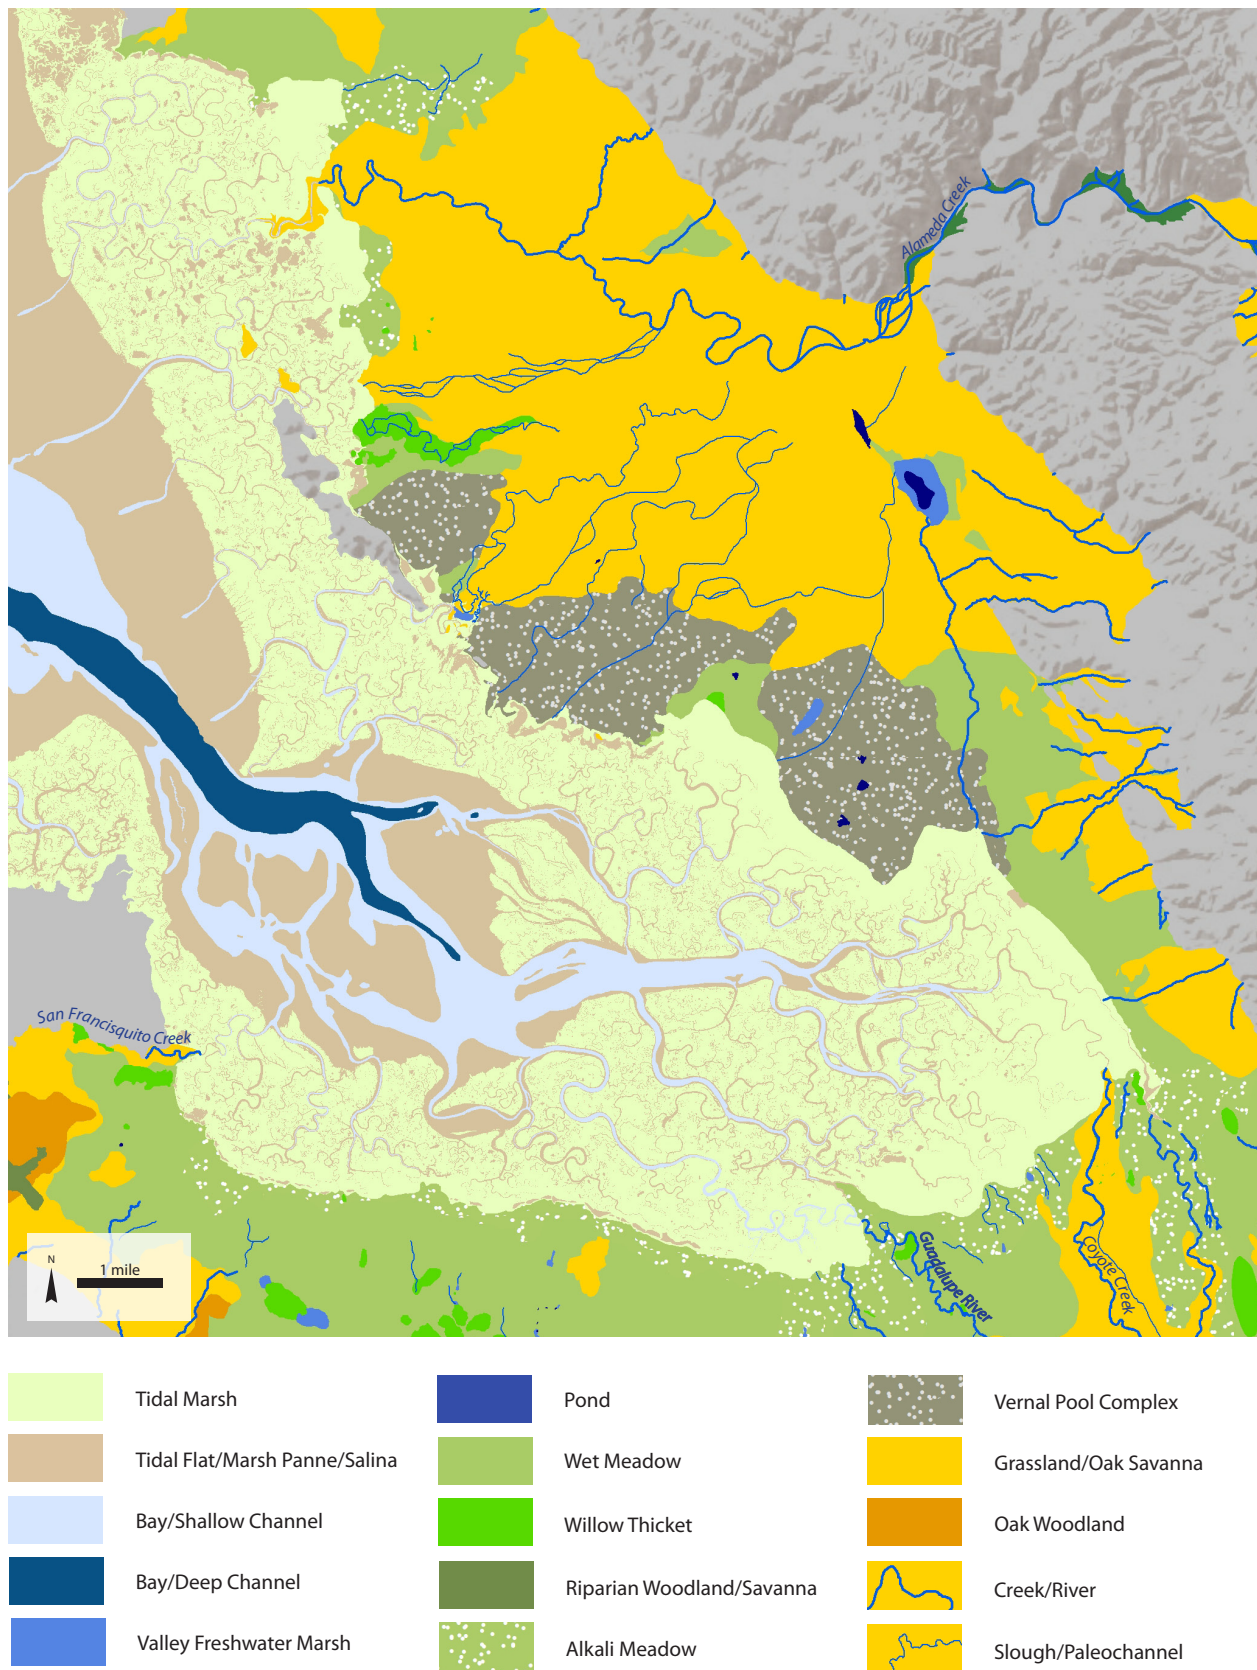 Alameda Creek
San Francisquito Creek
Guadalupe River
Coyote Creek
N
1 mile
Tidal Marsh
Tidal Flat/Marsh Panne/Salina
Bay/Shallow Channel
Bay/Deep Channel
Valley Freshwater Marsh
Pond
Wet Meadow
Willow Thicket
Riparian Woodland/Savanna
Alkali Meadow
Vernal Pool Complex
Grassland/Oak Savanna
Oak Woodland
Creek/River
Slough/Paleochannel